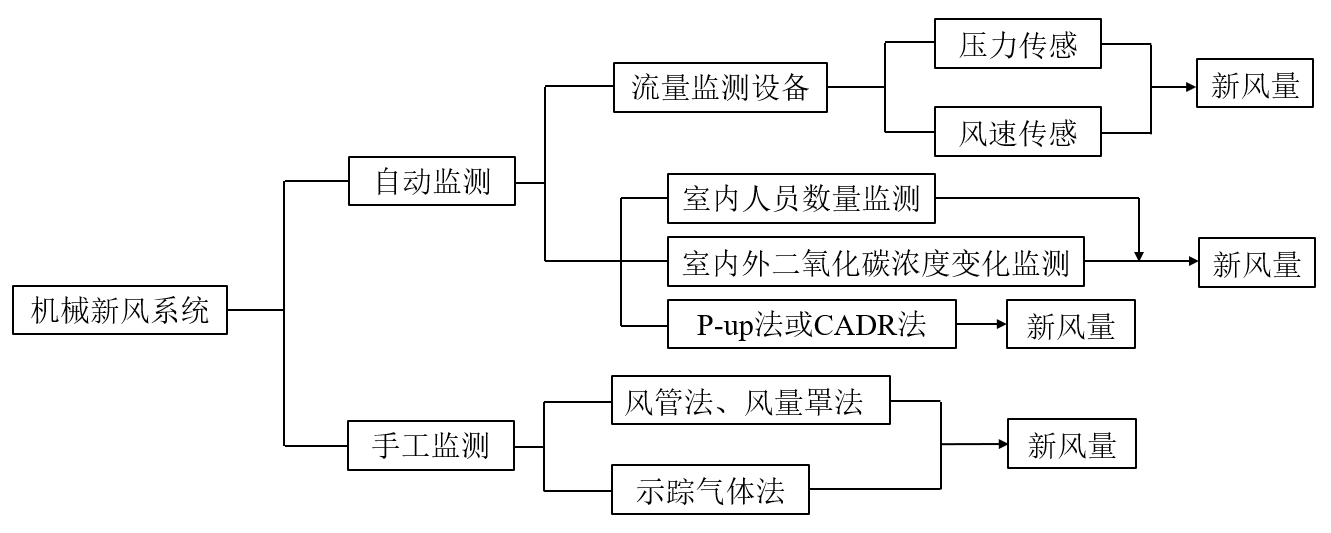 压力传感
流量监测设备
新风量
风速传感
自动监测
室内人员数量监测
室内外二氧化碳浓度变化监测
新风量
机械新风系统
P-up法或CADR法
新风量
风管法、风量罩法
手工监测
新风量
示踪气体法